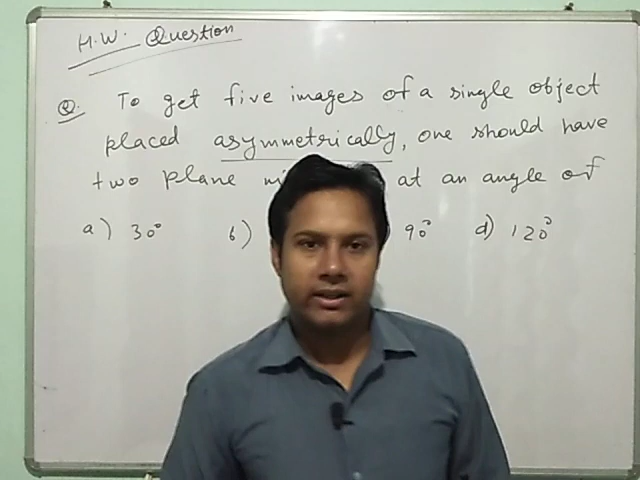 H.W. Question
Q. To get five images of a single object
placed asymmetrically, one should have
two plane at an angle of
a) 30° b) 90° d) 120°